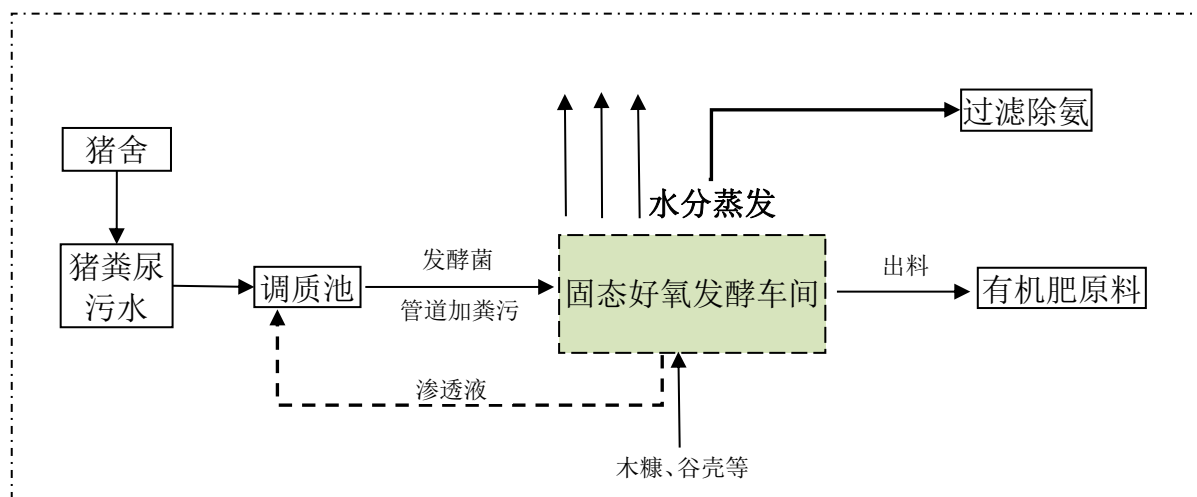 过滤除氨
猪舍
水分蒸发
猪粪尿
污水
调质池
发酵菌
管道加粪污
固态好氧发酵车间
出料
有机肥原料
渗透液
木糠、谷壳等